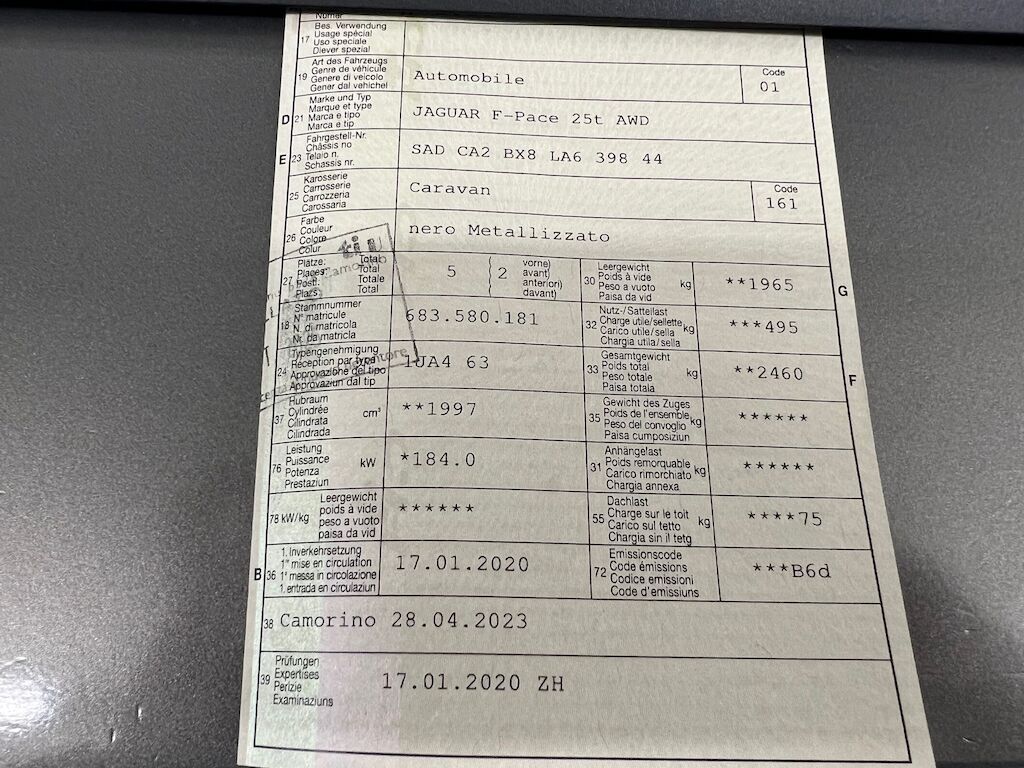 Numer
17 Bes. Verwendung
Usage spécial
Uso speciale
Diever spezial
19 Art des Fahrzeugs
Genre de véhicule
Genere di veicolo
Gener dal vehichel
Automobile
Code
01
D 21 Marke und Typ
Marque et type
Marca e tipo
Marca e tip
JAGUAR F-Pace 25t AWD
E 23 Fahrgestell-Nr.
Châssis no
Telaio n.
Schassis nr.
SAD CA2 BX8 LA6 398 44
25 Karosserie
Carrosserie
Carrozzeria
Carossaria
Caravan
Code
161
26 Farbe
Couleur
Colore
Colur
nero Metallizzato
27 Plätze: Total
Places: Total
Posti: Totale
Plazs: Total
5 2
vorne)
avant)
anteriori)
davant)
30 Leergewicht
Poids à vide
Peso a vuoto
Paisa da vid
kg
**1965
G
18 Stammnummer
N° matricule
N. di matricola
Nr. da matricla
683.580.181
32 Nutz-/Sattellast
Charge utile/sellette
Carico utile/sella
Chargia utila/sella
kg
***495
24 Typengenehmigung
Réception par type
Approvazione del tipo
Approvaziun dal tip
1JA4 63
33 Gesamtgewicht
Poids total
Peso totale
Paisa totala
kg
**2460
F
37 Hubraum
Cylindrée
Cilindrata
Cilindrada
cm³
**1997
35 Gewicht des Zuges
Poids de l'ensemble
Peso del convoglio
Paisa cumposiziun
kg
******
76 Leistung
Puissance
Potenza
Prestaziun
kW
*184.0
31 Anhängelast
Poids remorquable
Carico rimorchiato
Chargia annexa
kg
******
78 kW/kg
Leergewicht
poids à vide
peso a vuoto
paisa da vid
******
55 Dachlast
Charge sur le toit
Carico sul tetto
Chargia sin il tetg
kg
****75
B 36 1. Inverkehrsetzung
1re mise en circulation
1a messa in circolazione
1. entrada en circulaziun
17.01.2020
72 Emissionscode
Code émissions
Codice emissioni
Code d'emissiuns
***B6d
38 Camorino 28.04.2023
39 Prüfungen
Expertises
Perizie
Examinaziuns
17.01.2020 ZH